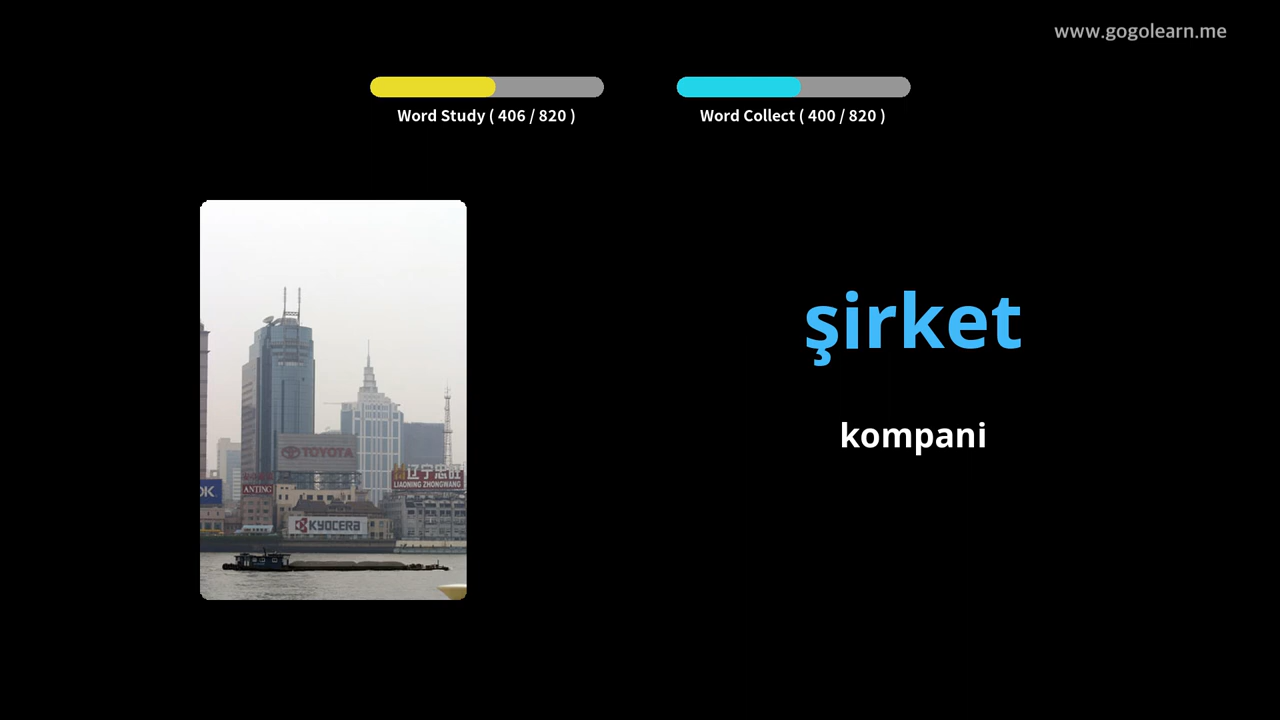 www.gogolearn.me
Word Study ( 406 / 820 )
Word Collect ( 400 / 820 )
şirket
kompani
TOYOTA
辽宁忠旺
LIAONING ZHONGWANG
OK
ANTING
KYOCERA